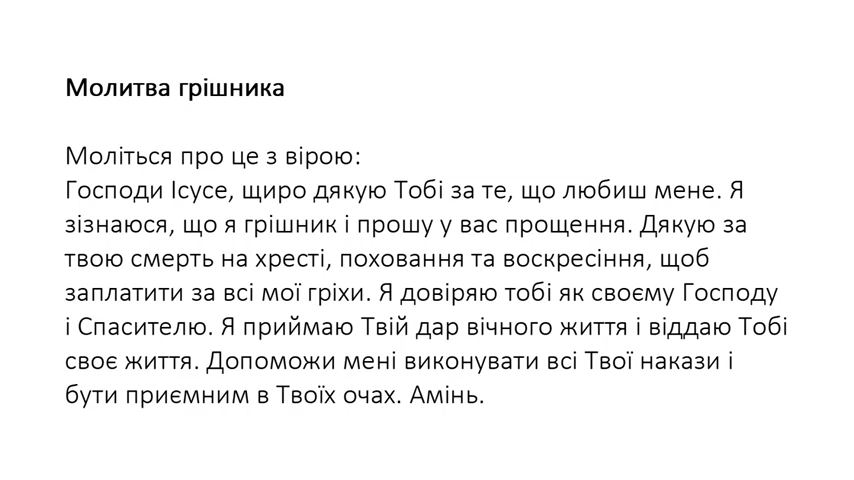 Молитва грішника
Моліться про це з вірою:
Господи Ісусе, щиро дякую Тобі за те, що любиш мене. Я
зізнаюся, що я грішник і прошу у вас прощення. Дякую за
твою смерть на хресті, поховання та воскресіння, щоб
заплатити за всі мої гріхи. Я довіряю тобі як своєму Господу
і Спасителю. Я приймаю Твій дар вічного життя і віддаю Тобі
своє життя. Допоможи мені виконувати всі Твої накази і
бути приємним в Твоїх очах. Амінь.